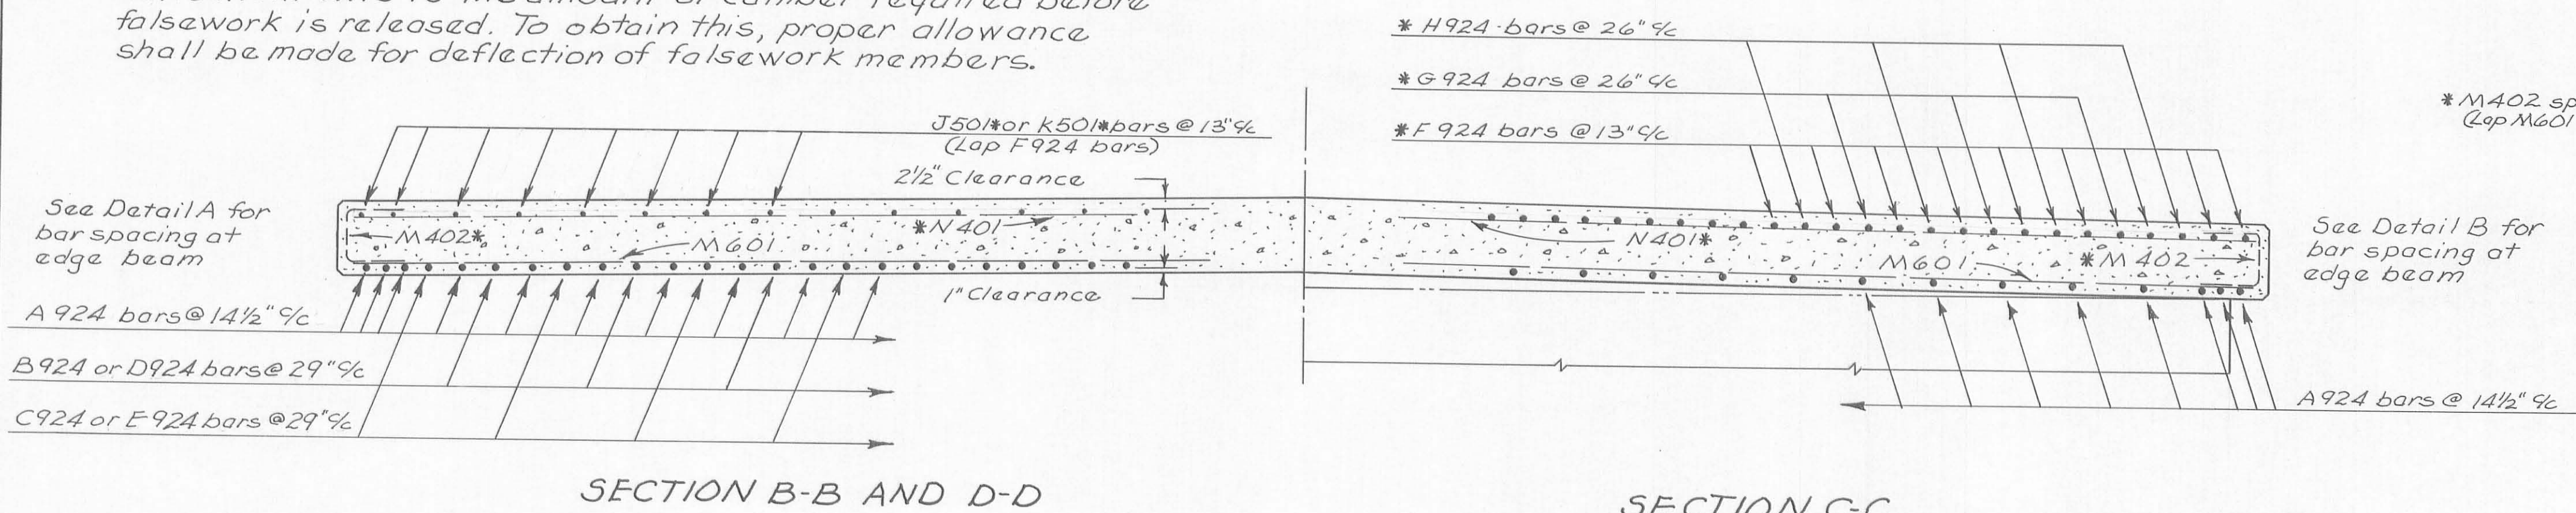 falsework is released. To obtain this, proper allowance
shall be made for deflection of falsework members.
* H924 bars @ 26" c/c
* G924 bars @ 26" c/c
* F924 bars @ 13" c/c
* M402
(Lap M601
J501* or K501* bars @ 13" c/c
(Lap F924 bars)
2½" Clearance
See Detail A for
bar spacing at
edge beam
M402*
M601
*N401
N401*
M601
*M402
See Detail B for
bar spacing at
edge beam
1" Clearance
A924 bars @ 14½" c/c
B924 or D924 bars @ 29" c/c
C924 or E924 bars @ 29" c/c
A924 bars @ 14½" c/c
SECTION B-B AND D-D
SECTION C-C